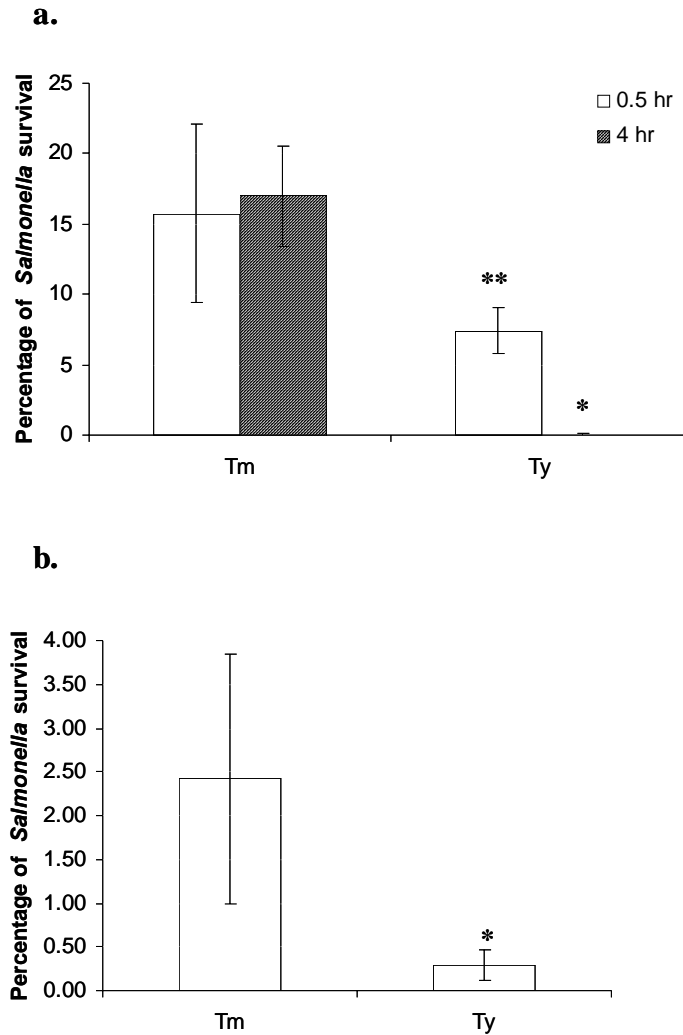 a.
Percentage of Salmonella survival
25
20
15
10
5
0
0.5 hr
4 hr
**
*
Tm
Ty
b.
Percentage of Salmonella survival
4.00
3.50
3.00
2.50
2.00
1.50
1.00
0.50
0.00
*
Tm
Ty